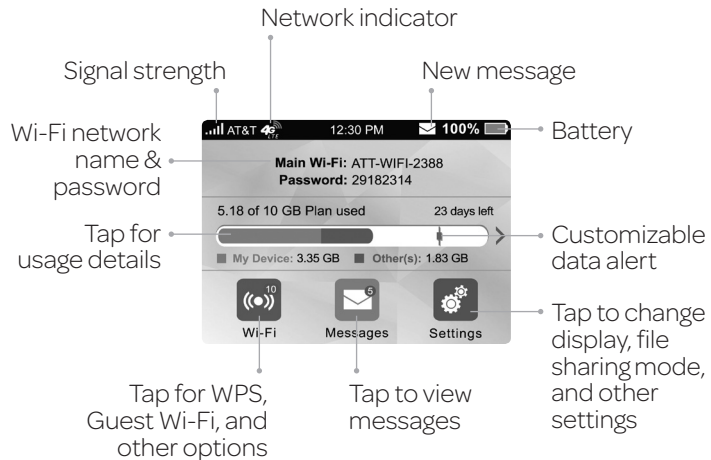 Network indicator
Signal strength
New message
AT&T 4G LTE 12:30 PM 100%
Battery
Wi-Fi network
name &
password
Main Wi-Fi: ATT-WIFI-2388
Password: 29182314
5.18 of 10 GB Plan used 23 days left
Tap for
usage details
Customizable
data alert
My Device: 3.35 GB Other(s): 1.83 GB
10
5
Wi-Fi Messages Settings
Tap to change
display, file
sharing mode,
and other
settings
Tap for WPS,
Guest Wi-Fi, and
other options
Tap to view
messages